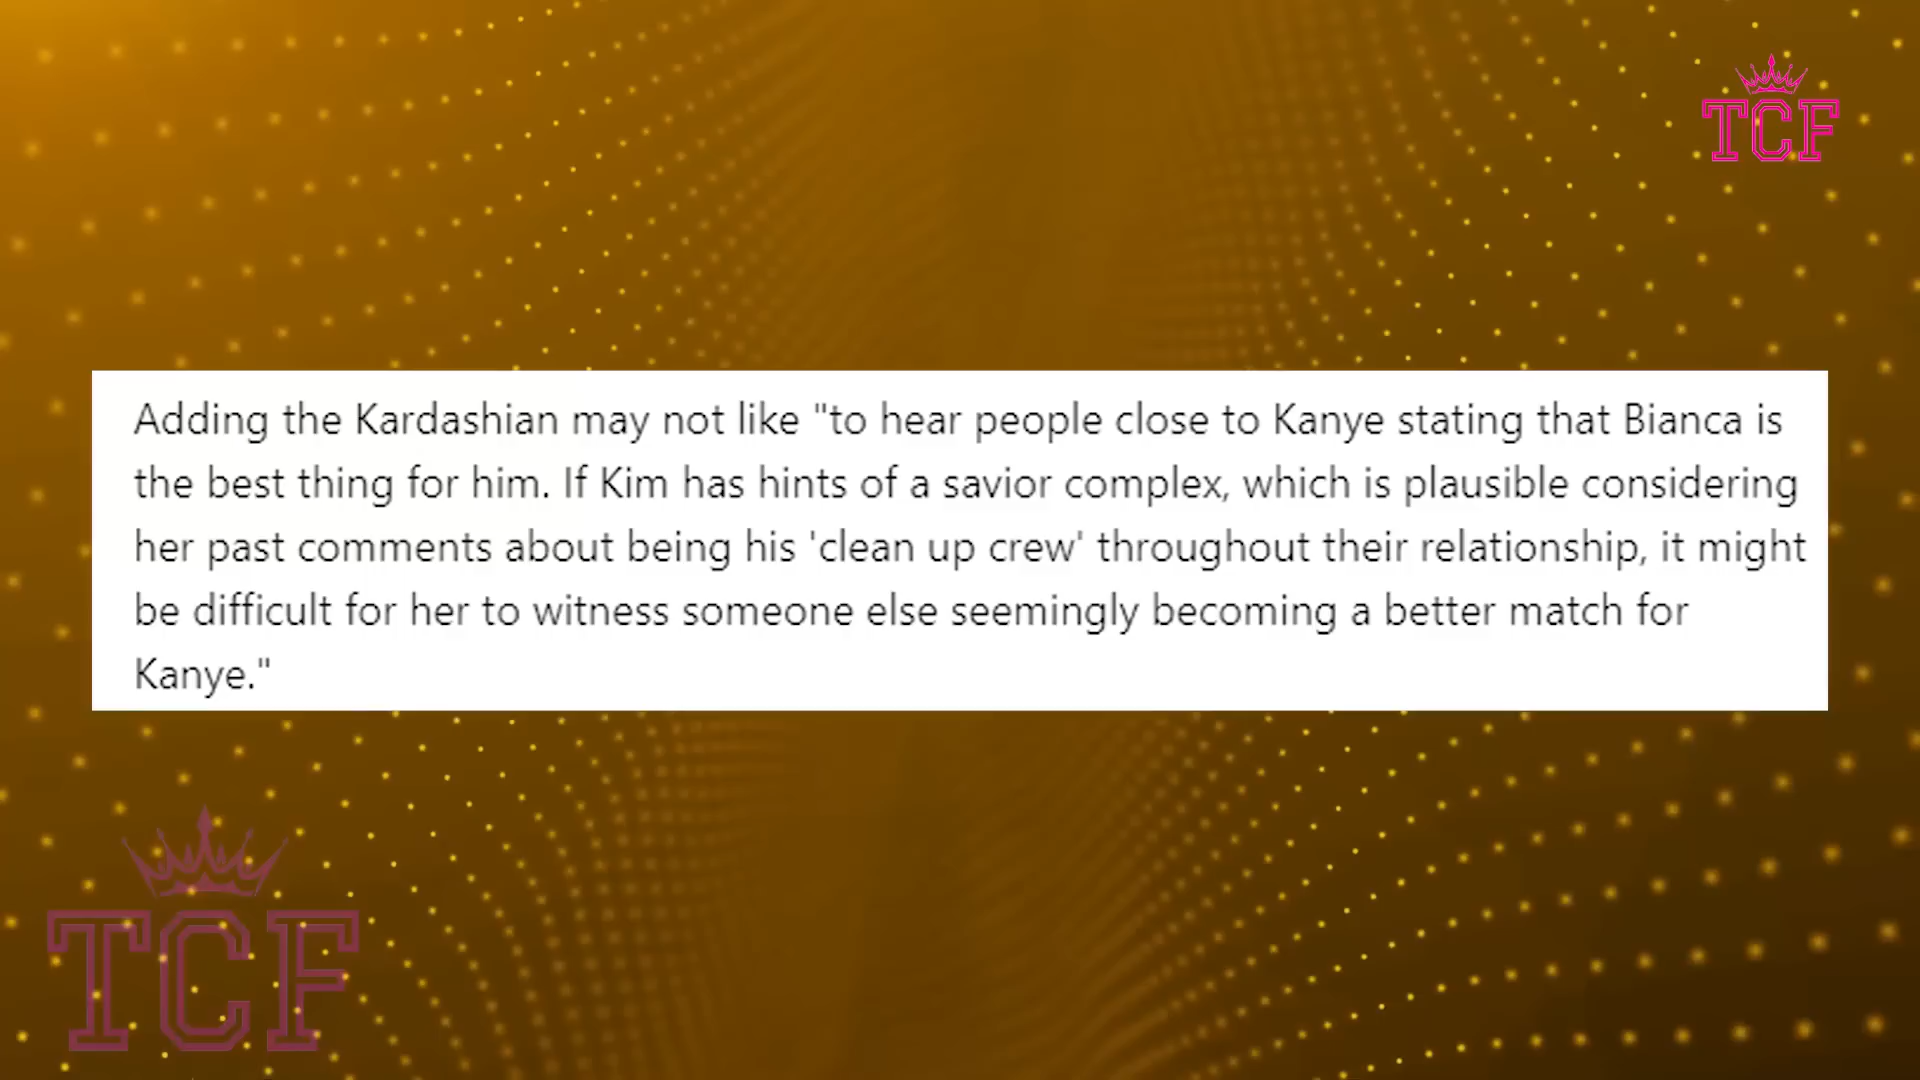 TCF
Adding the Kardashian may not like "to hear people close to Kanye stating that Bianca is
the best thing for him. If Kim has hints of a savior complex, which is plausible considering
her past comments about being his 'clean up crew' throughout their relationship, it might
be difficult for her to witness someone else seemingly becoming a better match for
Kanye."
TCF